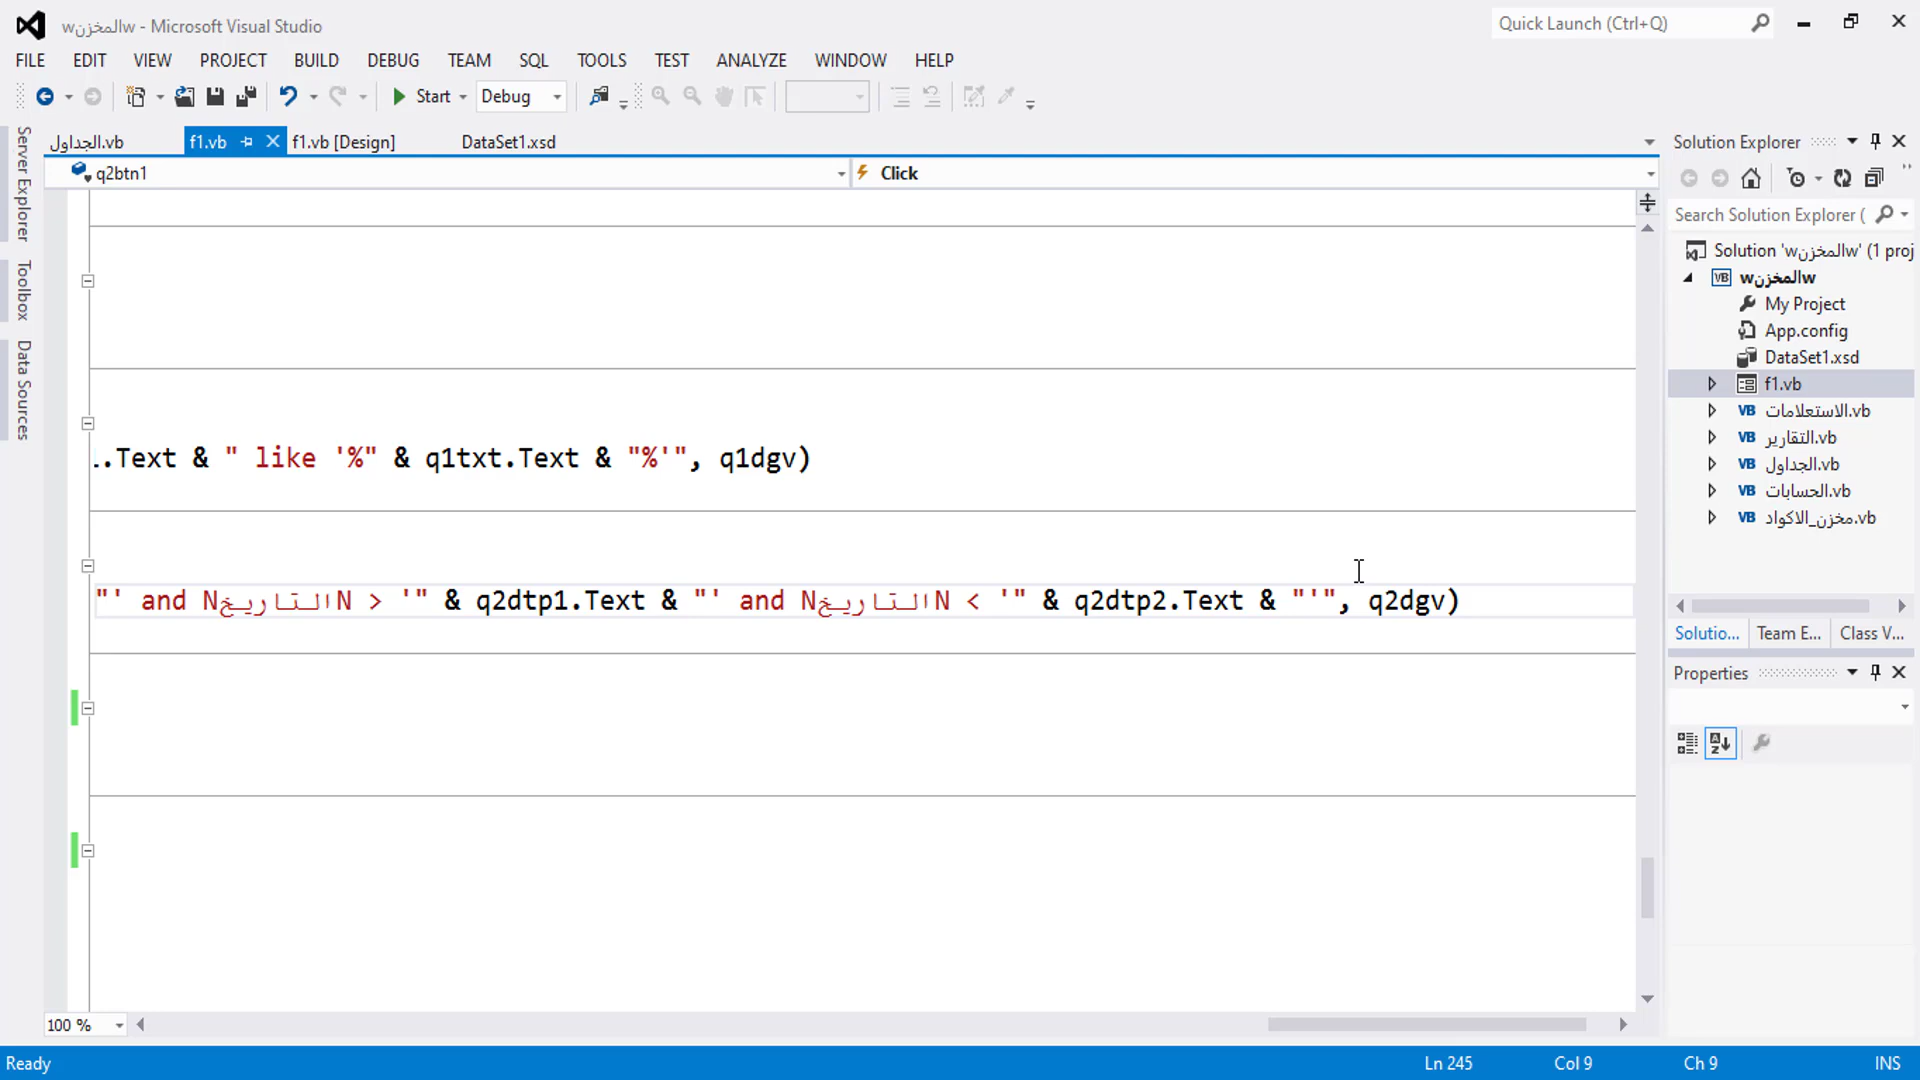 wالمخزنw - Microsoft Visual Studio
Quick Launch (Ctrl+Q)
FILE EDIT VIEW PROJECT BUILD DEBUG TEAM SQL TOOLS TEST ANALYZE WINDOW HELP
Start Debug
الجداول.vb f1.vb f1.vb [Design] DataSet1.xsd
q2btn1 Click
Server Explorer
Toolbox
Data Sources
.Text & " like '%" & q1txt.Text & "%'", q1dgv)
"' and NالتاريخN > '" & q2dtp1.Text & "' and NالتاريخN < '" & q2dtp2.Text & "'", q2dgv)
100 %
Solution Explorer
Search Solution Explorer (
Solution 'wالمخزنw' (1 proj
wالمخزنw
My Project
App.config
DataSet1.xsd
f1.vb
الاستعلامات.vb
التقارير.vb
الجداول.vb
الحسابات.vb
مخزن_الاكواد.vb
Solutio... Team E... Class V...
Properties
Ready Ln 245 Col 9 Ch 9 INS